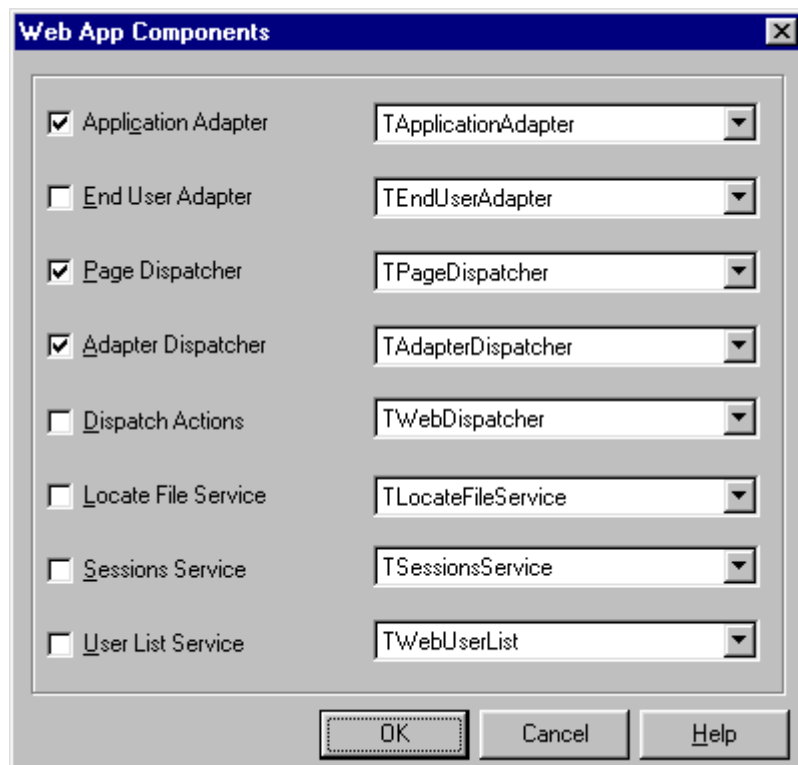 Web App Components
Application Adapter TApplicationAdapter
End User Adapter TEndUserAdapter
Page Dispatcher TPageDispatcher
Adapter Dispatcher TAdapterDispatcher
Dispatch Actions TWebDispatcher
Locate File Service TLocateFileService
Sessions Service TSessionsService
User List Service TWebUserList
OK Cancel Help